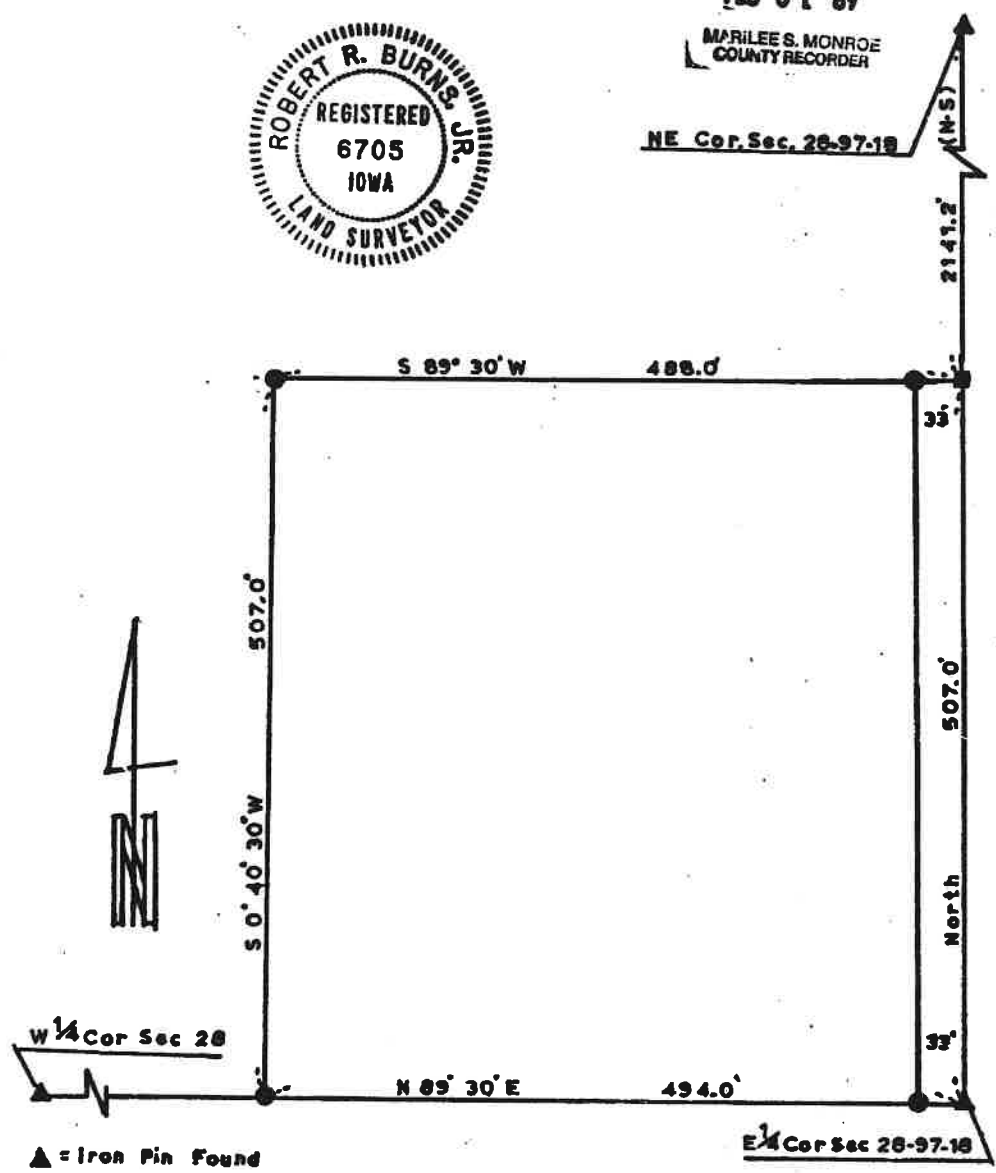 MARILEE S. MONROE
COUNTY RECORDER
ROBERT R. BURNS, JR.
REGISTERED
6705
IOWA
LAND SURVEYOR
NE Cor. Sec. 28-97-18
(N-S)
2141.2'
S 89° 30' W 488.0'
33'
507.0'
S 0° 40' 30" W
507.0'
North
N
W 1/4 Cor Sec 28
33'
N 89° 30' E 494.0'
▲ = Iron Pin Found
E 1/4 Cor Sec 28-97-18